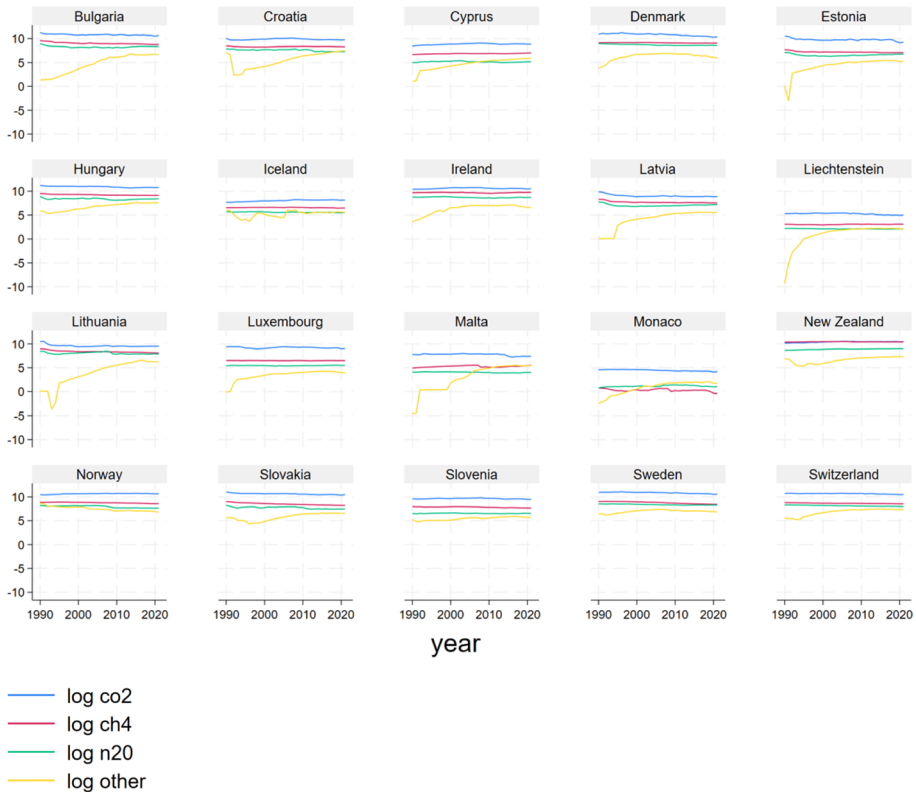 Bulgaria Croatia Cyprus Denmark Estonia
10
5
0
-5
-10
Hungary Iceland Ireland Latvia Liechtenstein
10
5
0
-5
-10
Lithuania Luxembourg Malta Monaco New Zealand
10
5
0
-5
-10
Norway Slovakia Slovenia Sweden Switzerland
10
5
0
-5
-10
1990 2000 2010 2020 1990 2000 2010 2020 1990 2000 2010 2020 1990 2000 2010 2020 1990 2000 2010 2020
year
log co2
log ch4
log n20
log other